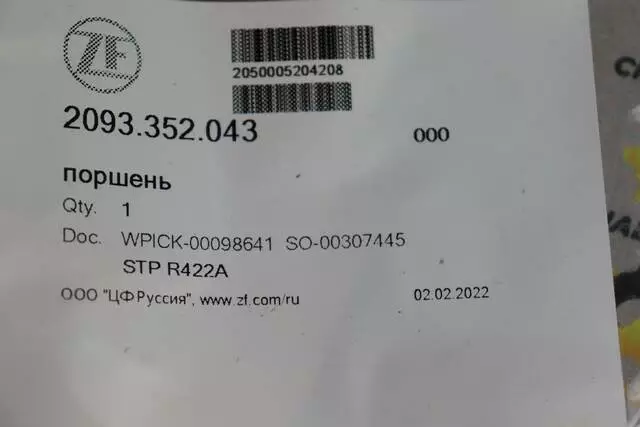 ZF
2050005204208
2093.352.043 000
поршень
Qty. 1
Doc. WPICK-00098641 SO-00307445
STP R422A
ООО "ЦФ Руссия", www.zf.com/ru 02.02.2022